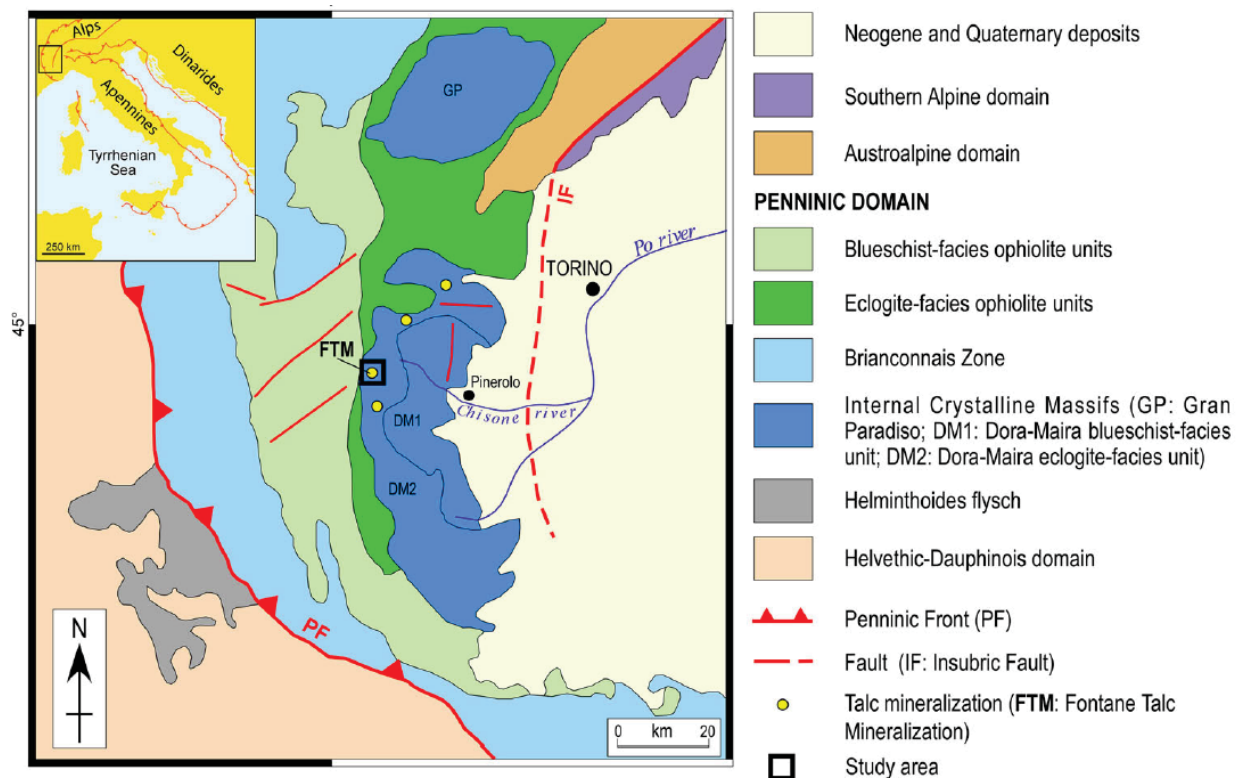 Alps
Dinarides
Apennines
Tyrrhenian
Sea
250 km
GP
IF
Po river
TORINO
45°
FTM
Pinerolo
Chisone river
DM1
DM2
PF
N
0 km 20
Neogene and Quaternary deposits
Southern Alpine domain
Austroalpine domain
PENNINIC DOMAIN
Blueschist-facies ophiolite units
Eclogite-facies ophiolite units
Brianconnais Zone
Internal Crystalline Massifs (GP: Gran
Paradiso; DM1: Dora-Maira blueschist-facies
unit; DM2: Dora-Maira eclogite-facies unit)
Helminthoides flysch
Helvethic-Dauphinois domain
Penninic Front (PF)
Fault (IF: Insubric Fault)
Talc mineralization (FTM: Fontane Talc
Mineralization)
Study area